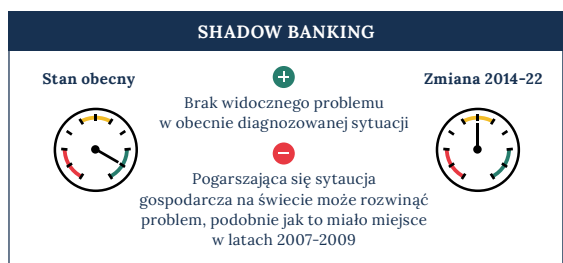 SHADOW BANKING
Stan obecny
Zmiana 2014-22
Brak widocznego problemu
w obecnie diagnozowanej sytuacji
Pogarszająca się sytaucja
gospodarcza na świecie może rozwinąć
problem, podobnie jak to miało miejsce
w latach 2007-2009